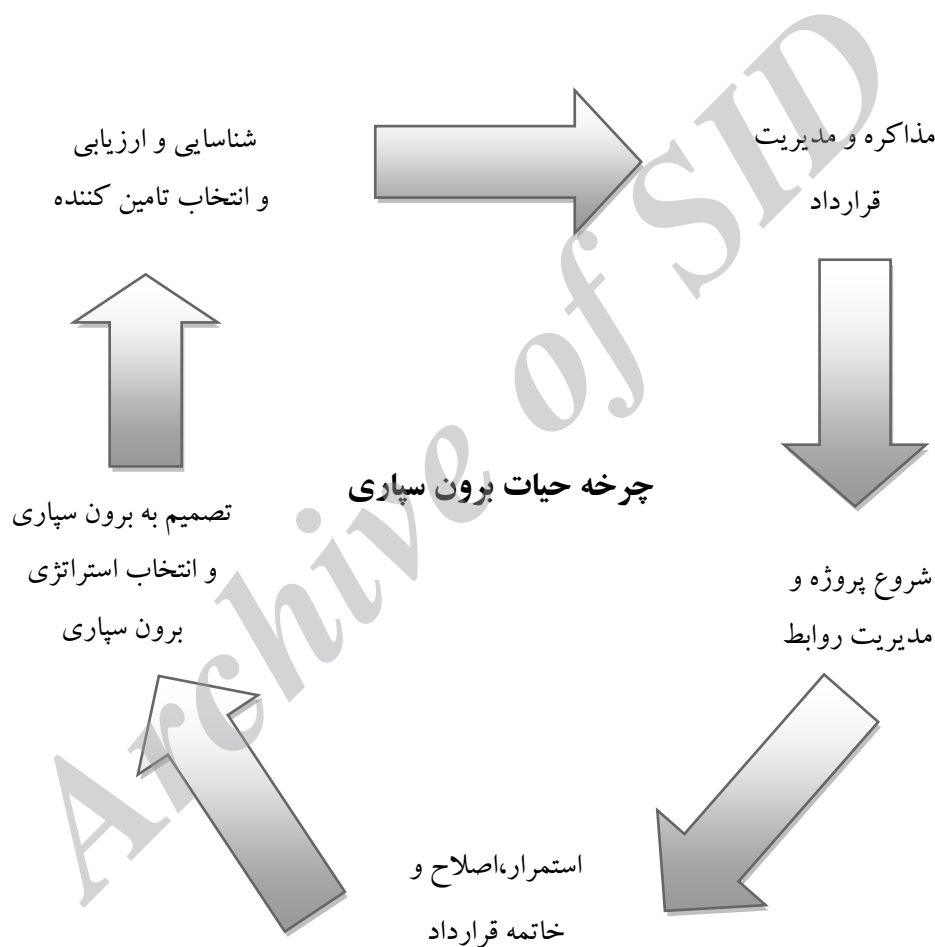 شناسایی و ارزیابی
و انتخاب تامین کننده
مذاکره و مدیریت
قرارداد
چرخه حیات برون سپاری
تصمیم به برون سپاری
و انتخاب استراتژی
برون سپاری
شروع پروژه و
مدیریت روابط
استمرار،اصلاح و
خاتمه قرارداد
Archive of SID